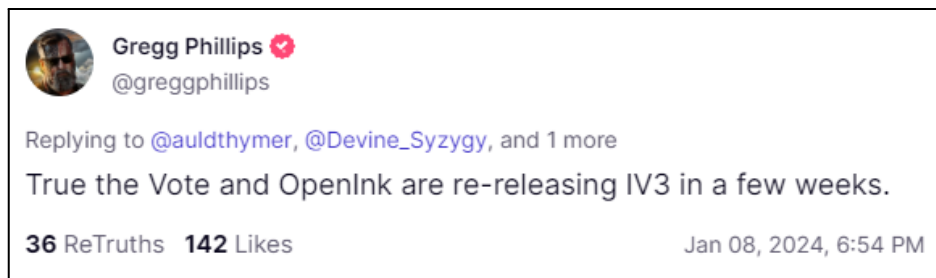 Gregg Phillips
@greggphillips
Replying to @auldthymer, @Devine_Syzygy, and 1 more
True the Vote and OpenInk are re-releasing IV3 in a few weeks.
36 ReTruths 142 Likes Jan 08, 2024, 6:54 PM